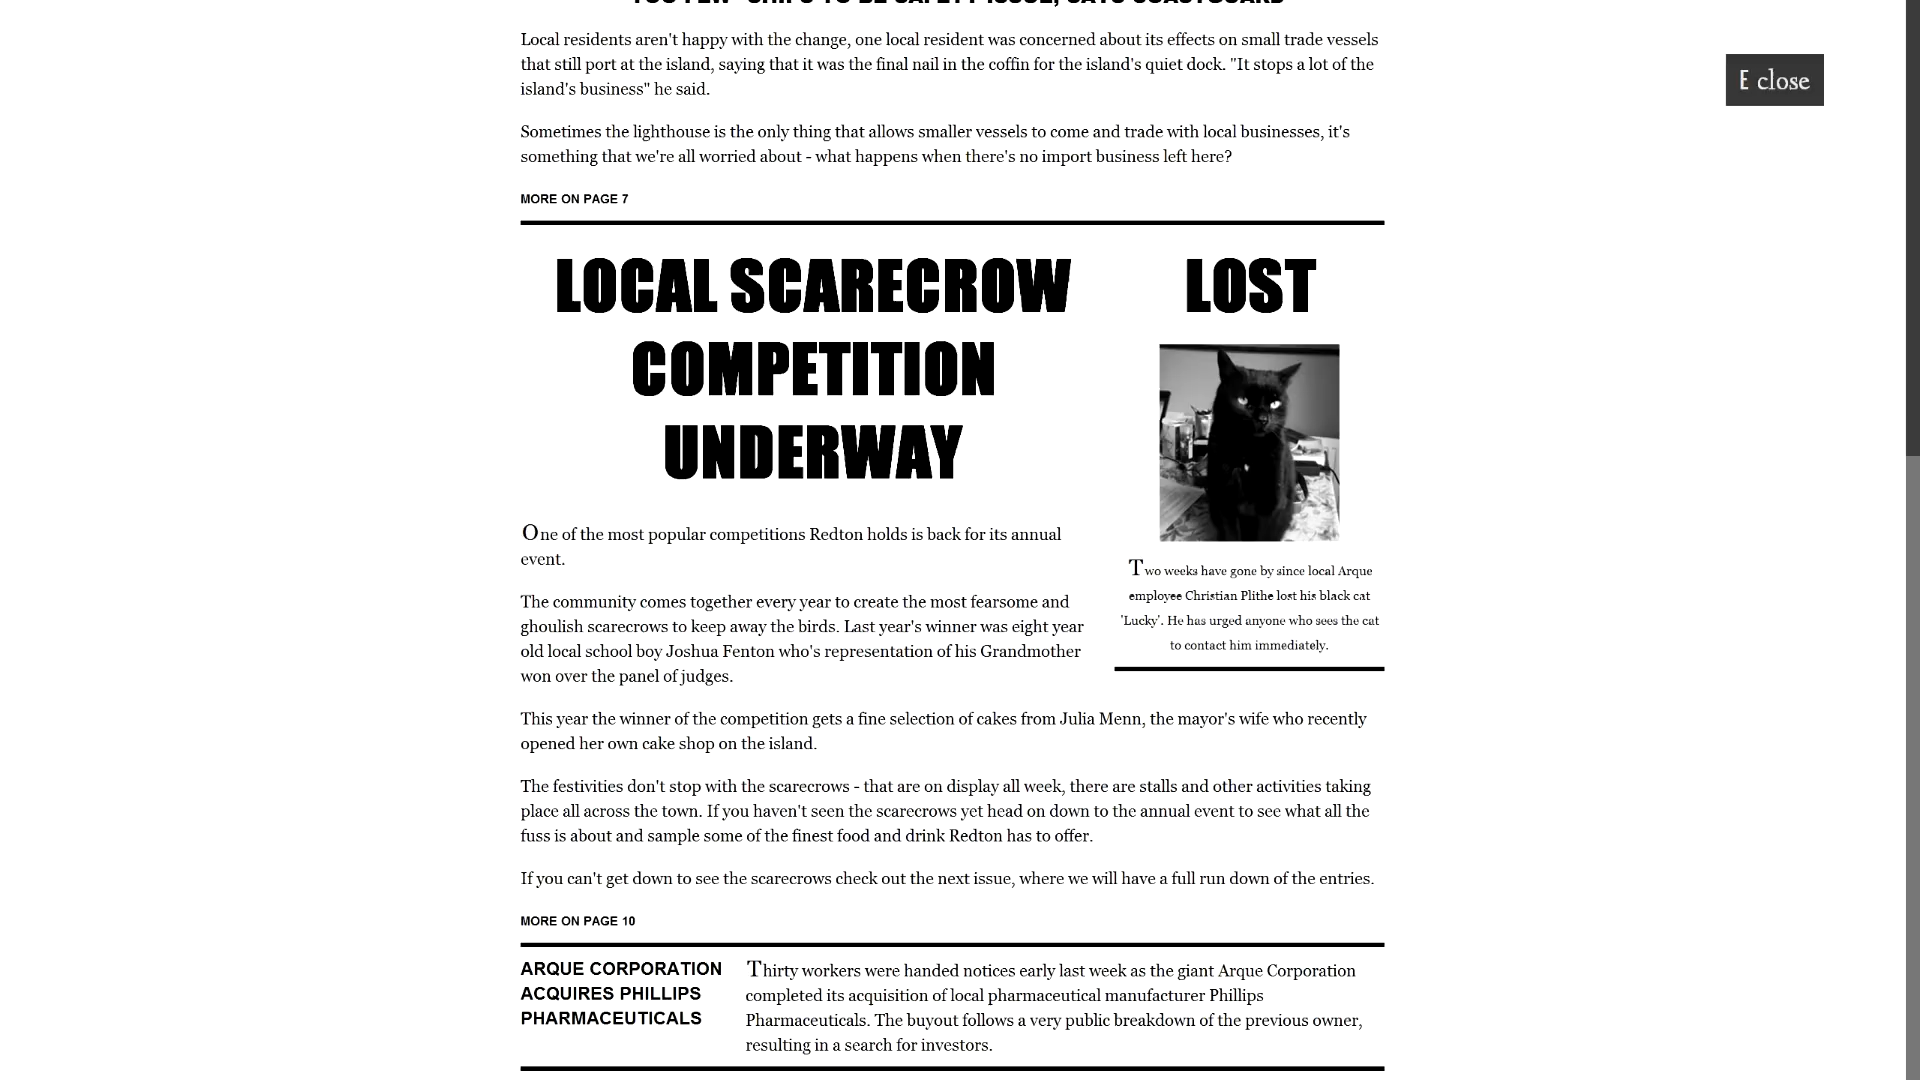 TOO FEW "SHIPS TO BE SAFETY ISSUE, SAYS COASTGUARD
Local residents aren't happy with the change, one local resident was concerned about its effects on small trade vessels
that still port at the island, saying that it was the final nail in the coffin for the island's quiet dock. "It stops a lot of the
island's business" he said.
Sometimes the lighthouse is the only thing that allows smaller vessels to come and trade with local businesses, it's
something that we're all worried about - what happens when there's no import business left here?
MORE ON PAGE 7
E close
LOCAL SCARECROW
COMPETITION
UNDERWAY
One of the most popular competitions Redton holds is back for its annual
event.
The community comes together every year to create the most fearsome and
ghoulish scarecrows to keep away the birds. Last year's winner was eight year
old local school boy Joshua Fenton who's representation of his Grandmother
won over the panel of judges.
LOST
Two weeks have gone by since local Arque
employee Christian Plithe lost his black cat
'Lucky'. He has urged anyone who sees the cat
to contact him immediately.
This year the winner of the competition gets a fine selection of cakes from Julia Menn, the mayor's wife who recently
opened her own cake shop on the island.
The festivities don't stop with the scarecrows - that are on display all week, there are stalls and other activities taking
place all across the town. If you haven't seen the scarecrows yet head on down to the annual event to see what all the
fuss is about and sample some of the finest food and drink Redton has to offer.
If you can't get down to see the scarecrows check out the next issue, where we will have a full run down of the entries.
MORE ON PAGE 10
ARQUE CORPORATION
ACQUIRES PHILLIPS
PHARMACEUTICALS
Thirty workers were handed notices early last week as the giant Arque Corporation
completed its acquisition of local pharmaceutical manufacturer Phillips
Pharmaceuticals. The buyout follows a very public breakdown of the previous owner,
resulting in a search for investors.